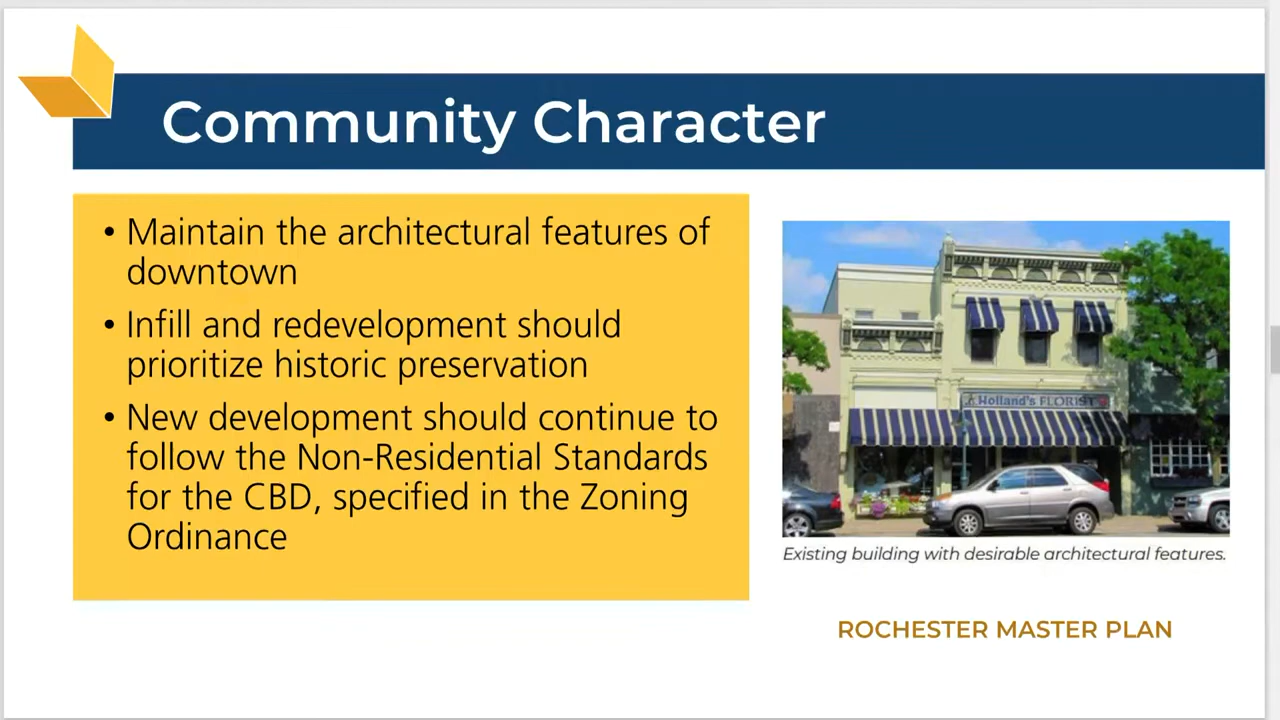 Community Character
• Maintain the architectural features of
downtown
• Infill and redevelopment should
prioritize historic preservation
• New development should continue to
follow the Non-Residential Standards
for the CBD, specified in the Zoning
Ordinance
Holland's FLORIST
Existing building with desirable architectural features.
ROCHESTER MASTER PLAN